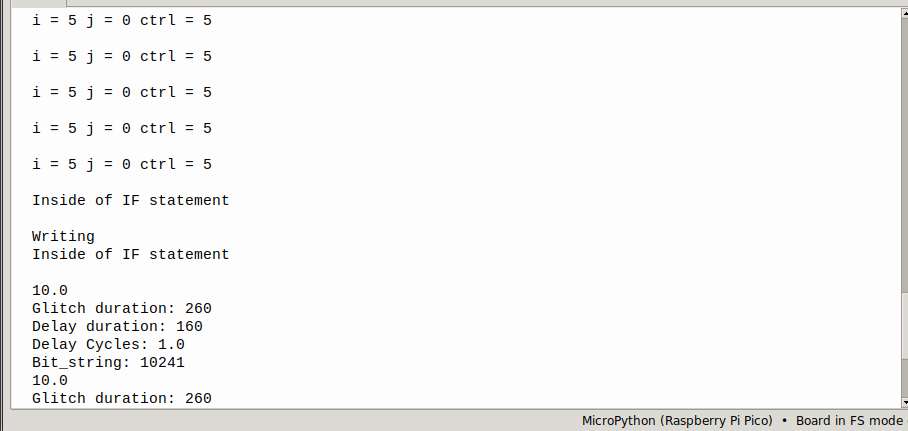 i = 5 j = 0 ctrl = 5
i = 5 j = 0 ctrl = 5
i = 5 j = 0 ctrl = 5
i = 5 j = 0 ctrl = 5
i = 5 j = 0 ctrl = 5
Inside of IF statement
Writing
Inside of IF statement
10.0
Glitch duration: 260
Delay duration: 160
Delay Cycles: 1.0
Bit_string: 10241
10.0
Glitch duration: 260
MicroPython (Raspberry Pi Pico) • Board in FS mode